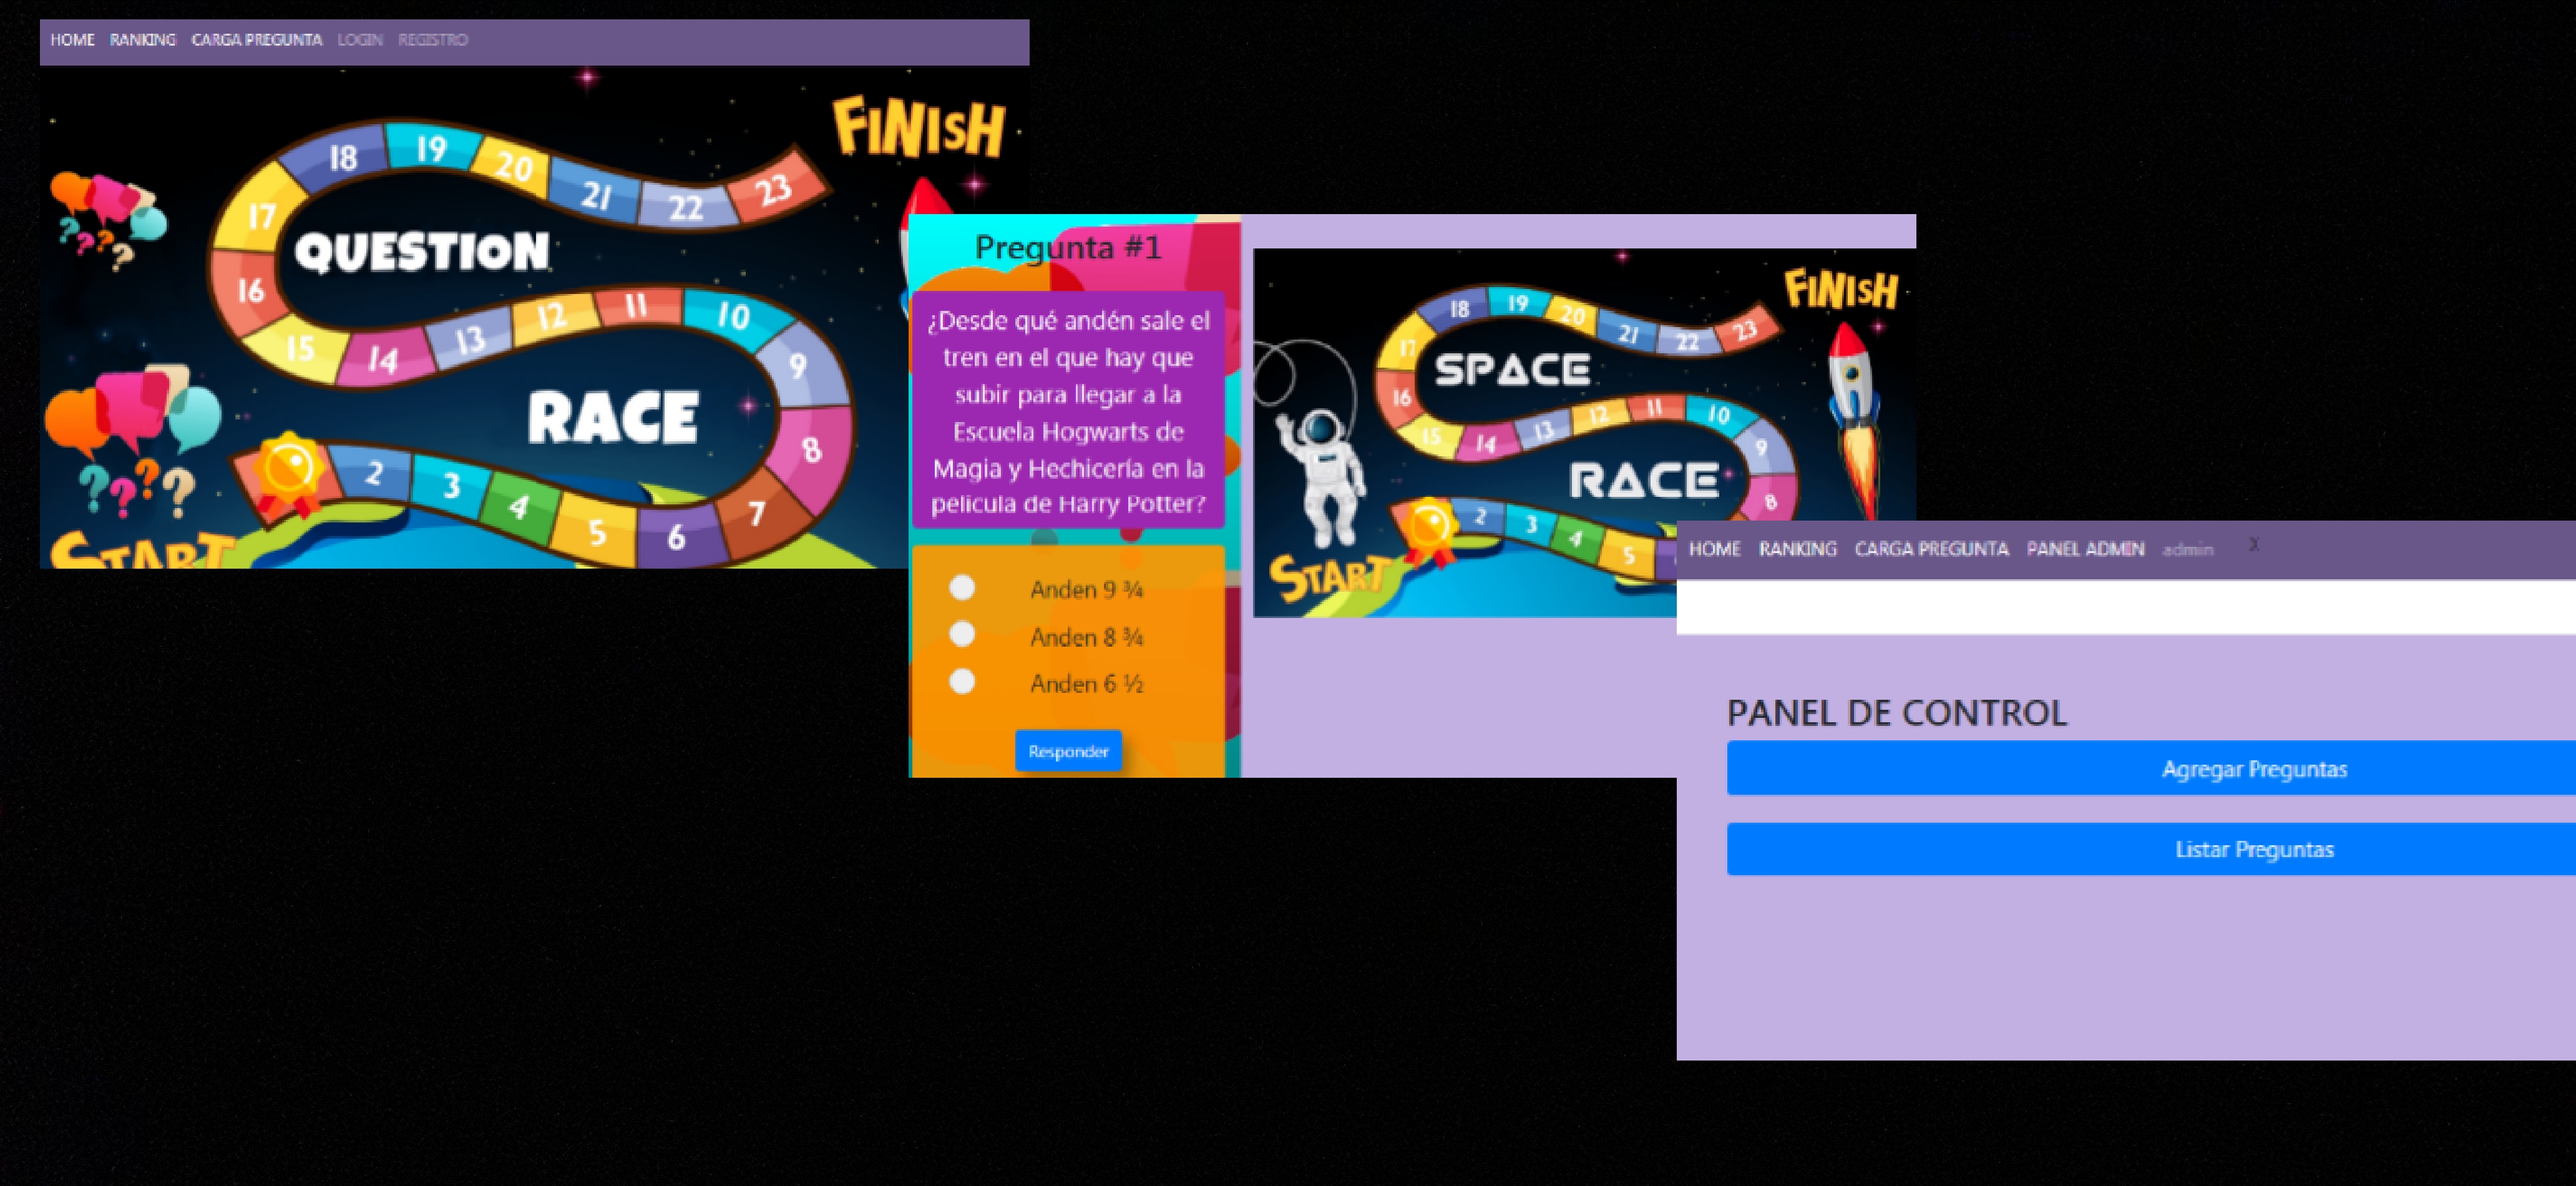 HOME RANKING CARGA PREGUNTA LOGIN REGISTRO
FINISH
18 19 20 21 22 23
17
QUESTION
16
15 14 13 12 11 10
9
RACE
8
2 3 4 5 6 7
START
Pregunta #1
¿Desde qué andén sale el
tren en el que hay que
subir para llegar a la
Escuela Hogwarts de
Magia y Hechicería en la
pelicula de Harry Potter?
Anden 9 ¾
Anden 8 ¾
Anden 6 ½
Responder
FINISH
18 19 20 21 22 23
17
SPACE
16
15 14 13 12 11 10
9
RACE
8
2 3 4 5
START
HOME RANKING CARGA PREGUNTA PANEL ADMIN admin X
PANEL DE CONTROL
Agregar Preguntas
Listar Preguntas